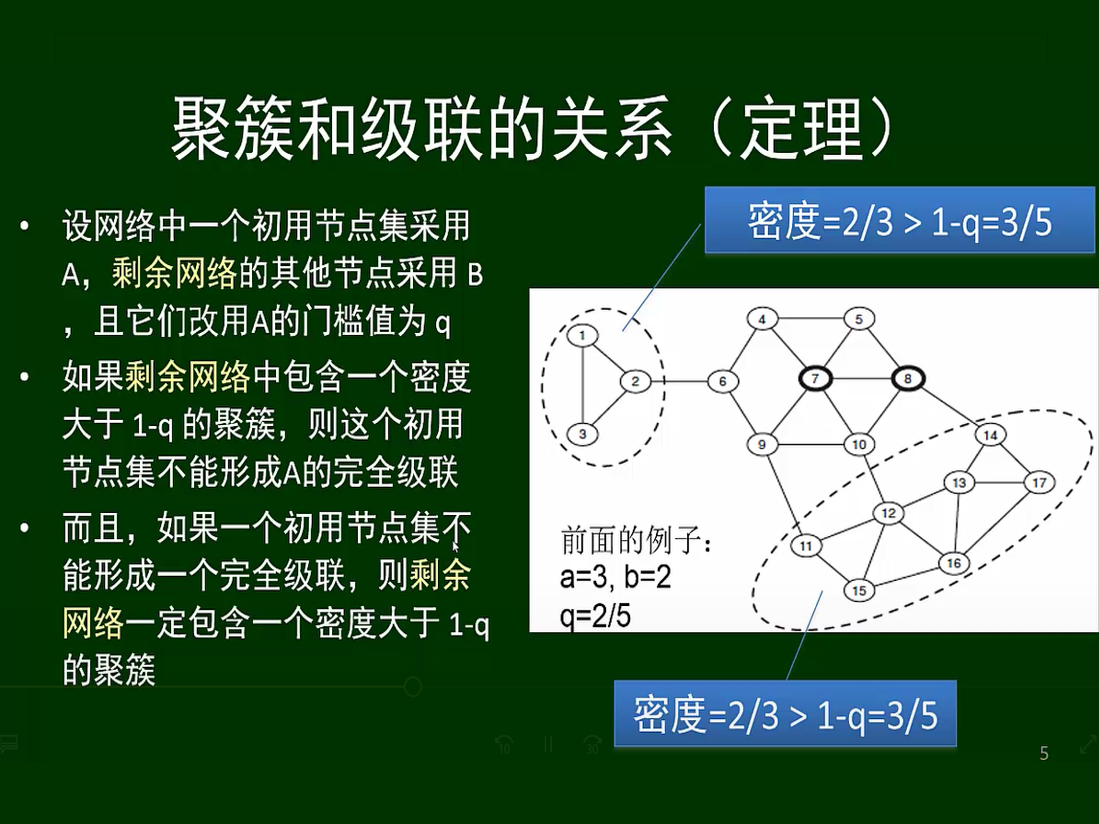 聚簇和级联的关系（定理）
• 设网络中一个初用节点集采用
A，剩余网络的其他节点采用 B
，且它们改用A的门槛值为 q
• 如果剩余网络中包含一个密度
大于 1-q 的聚簇，则这个初用
节点集不能形成A的完全级联
• 而且，如果一个初用节点集不
能形成一个完全级联，则剩余
网络一定包含一个密度大于 1-q
的聚簇
密度=2/3 > 1-q=3/5
1
2
3
4
5
6
7
8
9
10
11
12
13
14
15
16
17
前面的例子：
a=3, b=2
q=2/5
密度=2/3 > 1-q=3/5
10
30
5